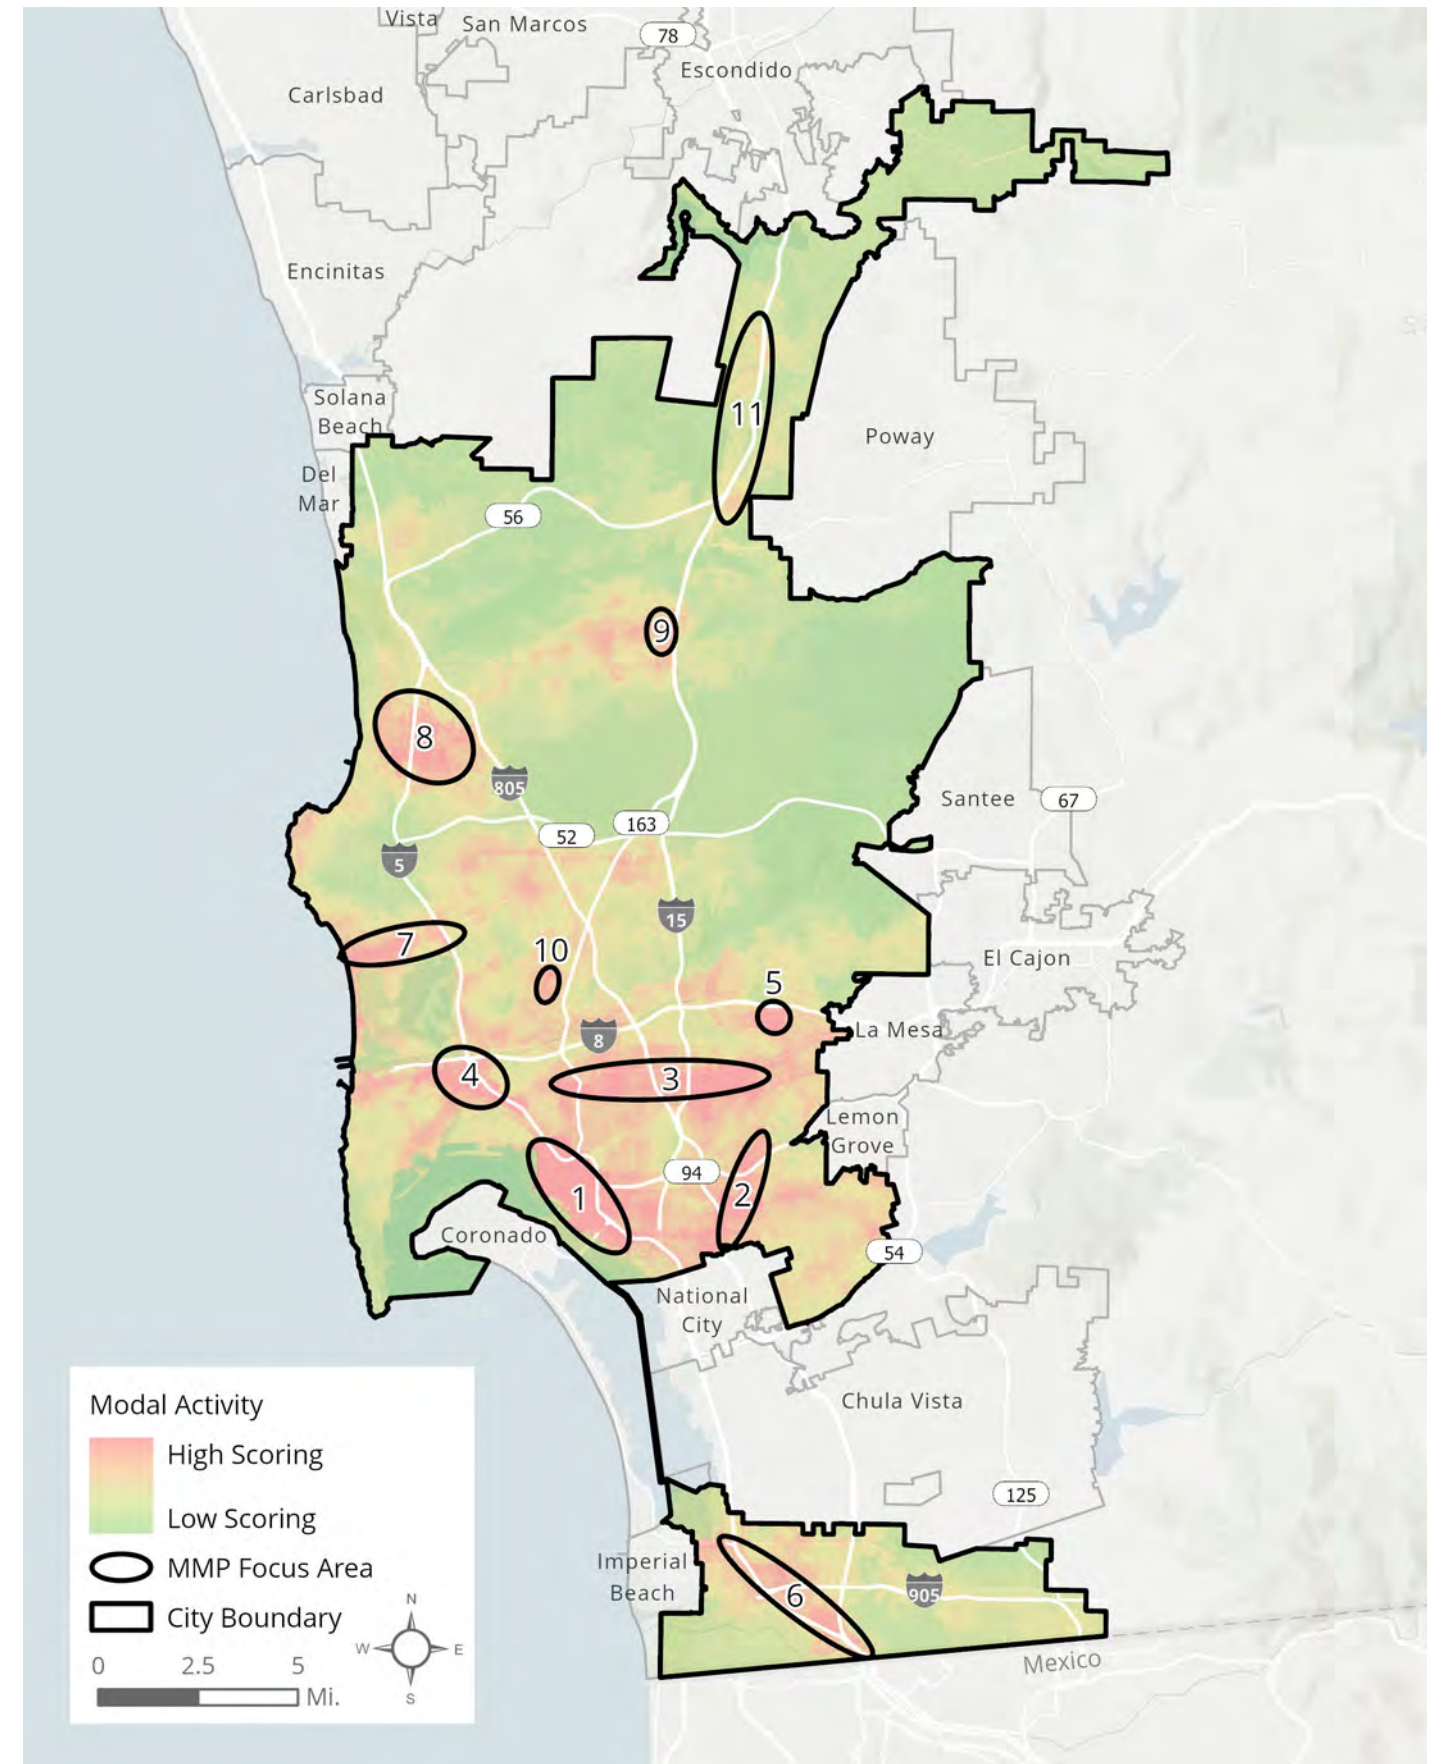 Vista
San Marcos
78
Escondido
Carlsbad
Encinitas
Solana
Beach
11
Poway
Del
Mar
56
9
8
805
Santee
67
163
52
5
15
7
10
El Cajon
5
La Mesa
8
4
3
Lemon
Grove
94
1
2
Coronado
54
National
City
Chula Vista
125
Imperial
Beach
6
905
Mexico
Modal Activity
High Scoring
Low Scoring
MMP Focus Area
City Boundary
N
W
E
S
0
2.5
5
Mi.